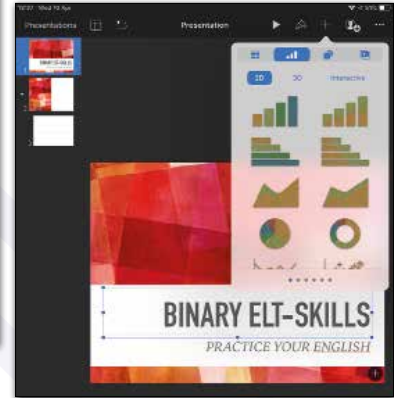 Presentations
Presentation
2D 3D Interactive
BINARY ELT-SKILLS
PRACTICE YOUR ENGLISH